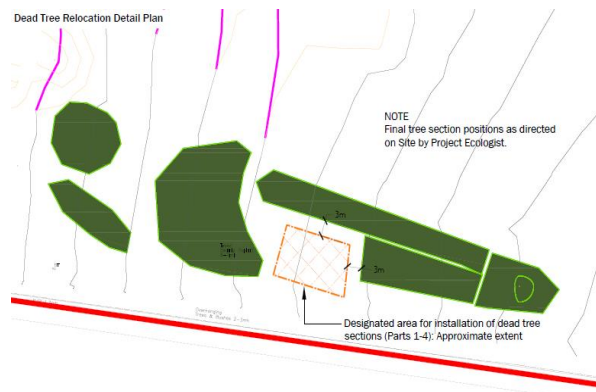 Dead Tree Relocation Detail Plan
NOTE
Final tree section positions as directed
on Site by Project Ecologist.
3m
3m
Designated area for installation of dead tree
sections (Parts 1-4): Approximate extent